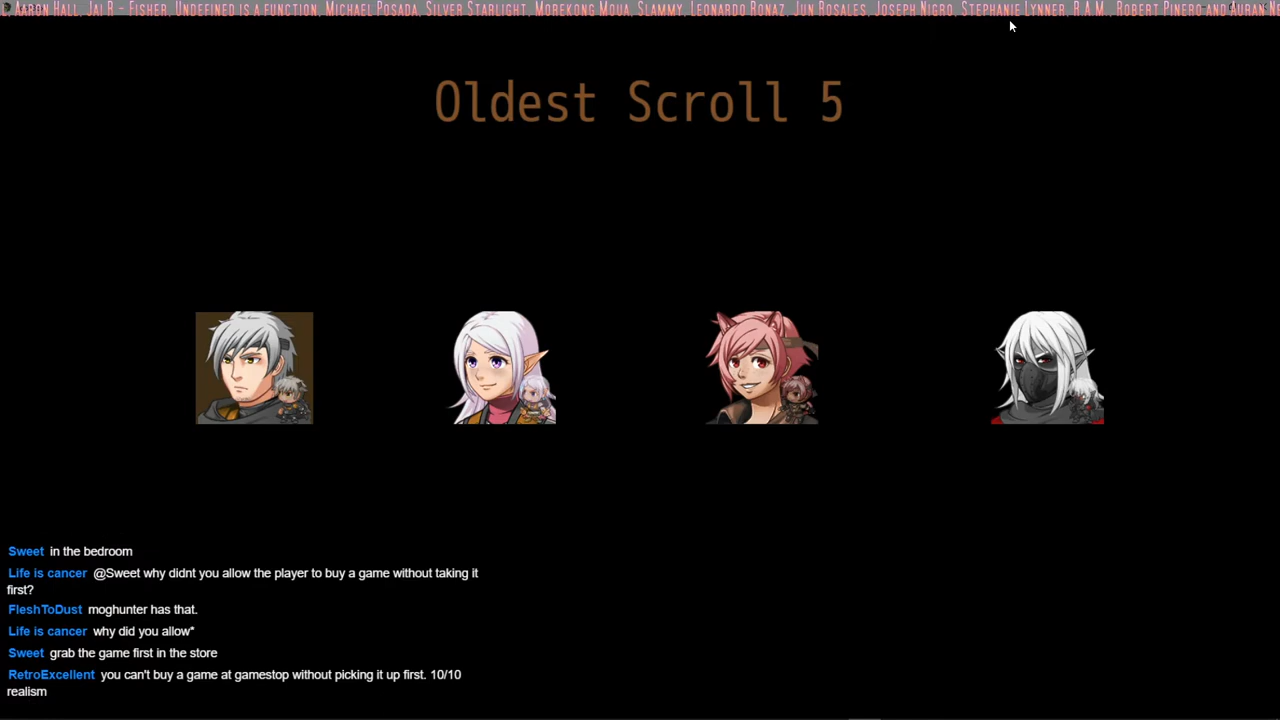 AARON HALL, JAI R - FISHER, UNDEFINED IS A FUNCTION, MICHAEL POSADA, SILVER STARLIGHT, MOREKONG MOUA, SLAMMY, LEONARDO RONAZ, JUN ROSALES, JOSEPH NIGRO, STEPHANIE LYNNER, R A M, ROBERT PINERO AND AURAN NE
Oldest Scroll 5
Sweet in the bedroom
Life is cancer @Sweet why didnt you allow the player to buy a game without taking it
first?
FleshToDust moghunter has that.
Life is cancer why did you allow*
Sweet grab the game first in the store
RetroExcellent you can't buy a game at gamestop without picking it up first. 10/10
realism